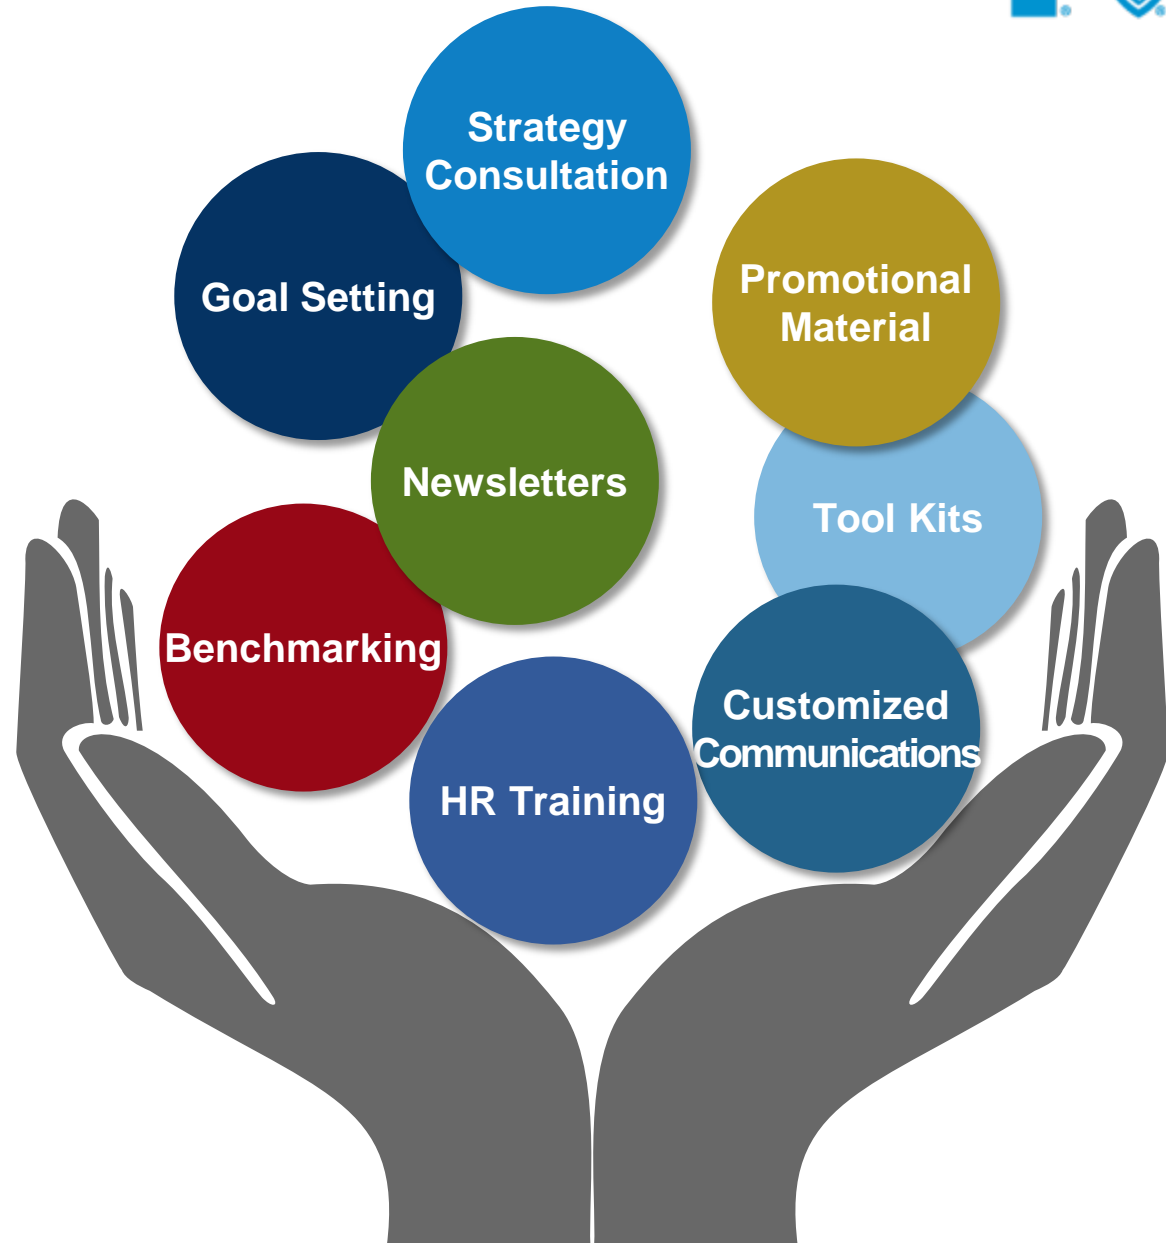 Strategy
Consultation
Goal Setting
Promotional
Material
Newsletters
Tool Kits
Benchmarking
Customized
Communications
HR Training
® ®